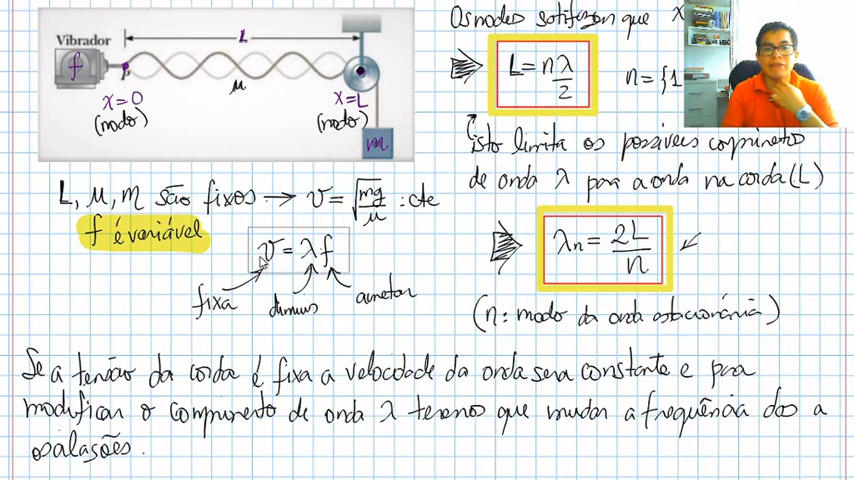 Os nodos satisfazem que x
Vibrador
L
f
P
μ
x=0
(nodo)
x=L
(nodo)
m
L = nλ/2
n={1
isto limita os possíveis comprimentos
de onda λ para a onda na corda (L)
L, μ, m são fixos → v = √(mg/μ) : cte
f é variável
v = λf
fixa
diminui
aumentar
λn = 2L/n
(n: modo da onda estacionária)
Se a tensão da corda é fixa a velocidade da onda sera constante e para
modificar o comprimento de onda λ temos que mudar a frequência das
oscilações.